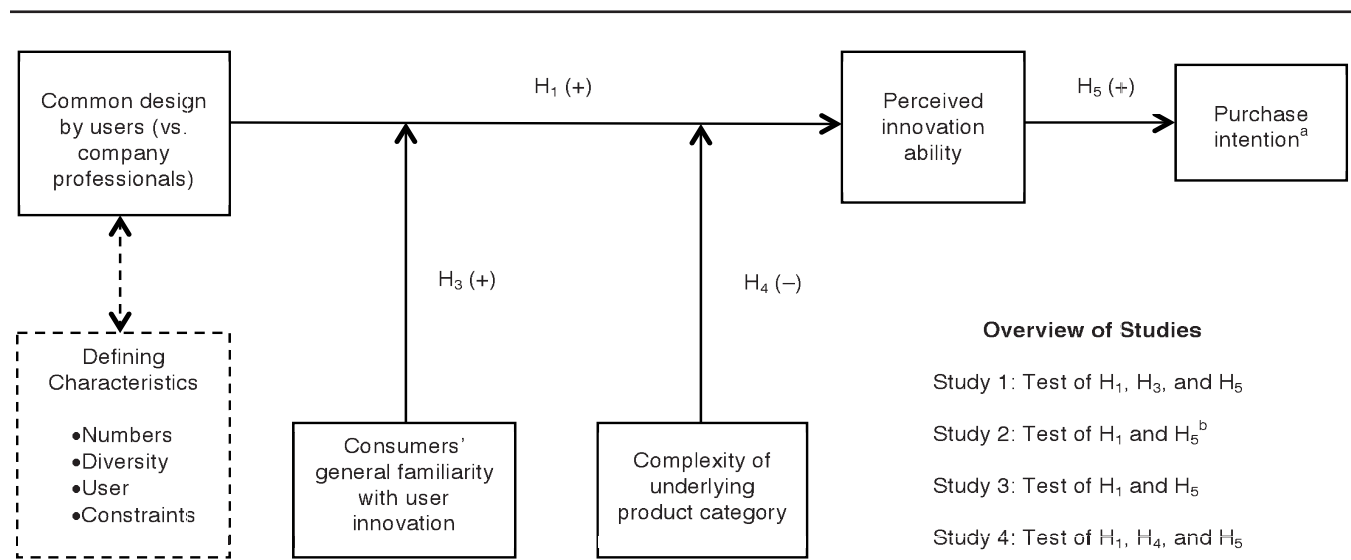 Common design
by users (vs.
company
professionals)
H₁ (+)
Perceived
innovation
ability
H₅ (+)
Purchase
intentionᵃ
H₃ (+)
H₄ (–)
Defining
Characteristics
•Numbers
•Diversity
•User
•Constraints
Consumers’
general familiarity
with user
innovation
Complexity of
underlying
product category
Overview of Studies
Study 1: Test of H₁, H₃, and H₅
Study 2: Test of H₁ and H₅ᵇ
Study 3: Test of H₁ and H₅
Study 4: Test of H₁, H₄, and H₅